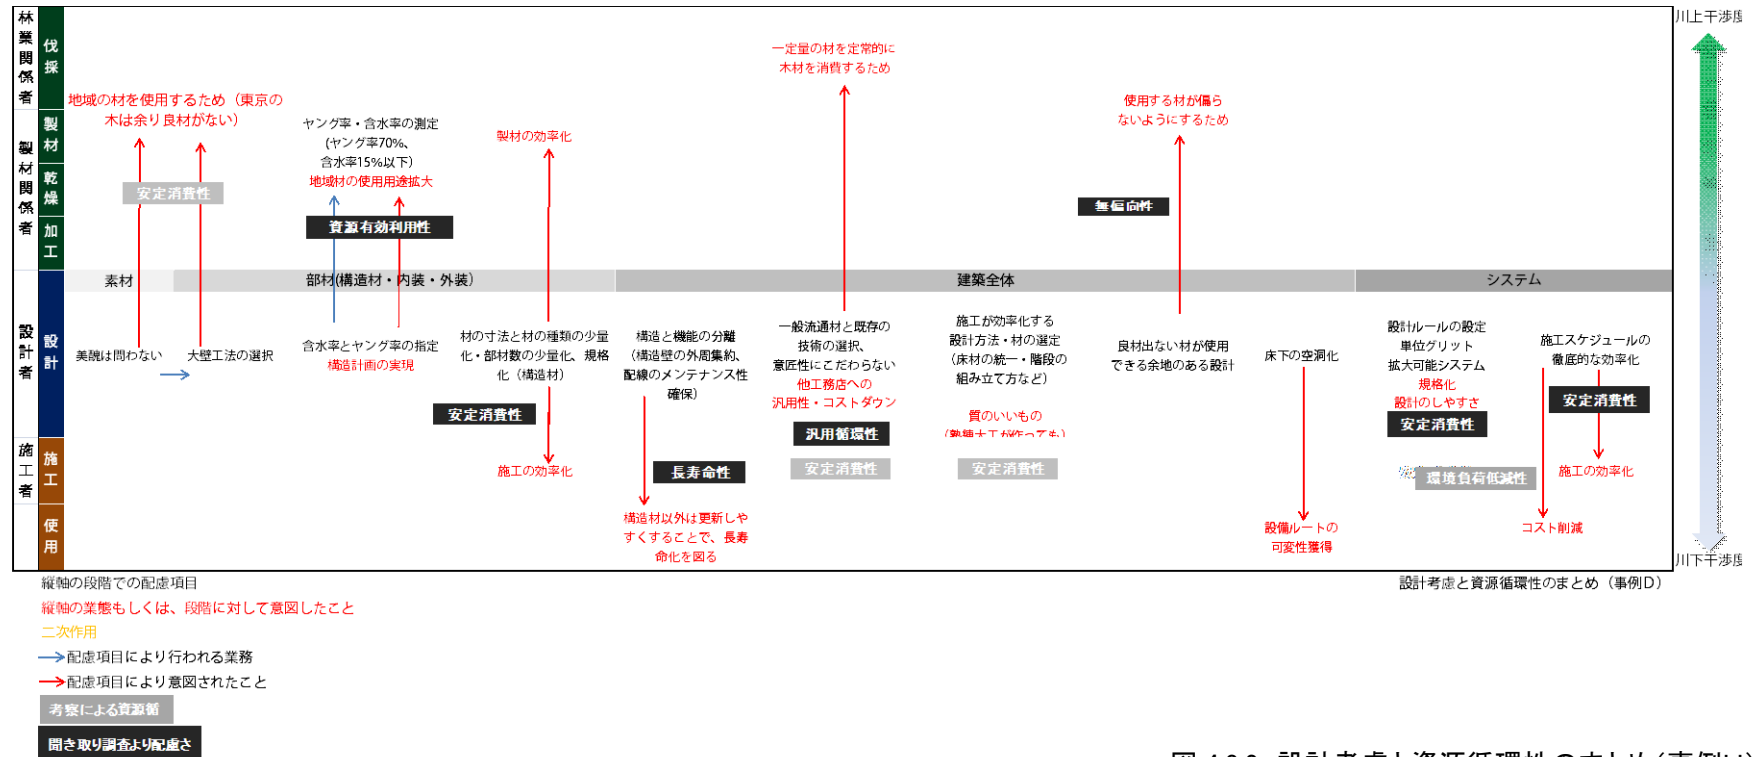 林業関係者
伐採
川上干渉度
一定量の材を定常的に
木材を消費するため
地域の材を使用するため（東京の
木は余り良材がない）
使用する材が偏ら
ないようにするため
製材関係者
製材
乾燥
加工
ヤング率・含水率の測定
(ヤング率70%、
含水率15%以下）
地域材の使用用途拡大
製材の効率化
安定消費性
資源有効利用性
無偏向性
素材
部材(構造材・内装・外装）
建築全体
システム
設計者
設計
美醜は問わない
大壁工法の選択
含水率とヤング率の指定
構造計画の実現
材の寸法と材の種類の少量
化・部材数の少量化、規格
化（構造材）
構造と機能の分離
（構造壁の外周集約、
配線のメンテナンス性
確保）
一般流通材と既存の
技術の選択、
意匠性にこだわらない
他工務店への
汎用性・コストダウン
施工が効率化する
設計方法・材の選定
（床材の統一・階段の
組み立て方など）
質のいいもの
（熟練大工が作っても）
良材出ない材が使用
できる余地のある設計
床下の空洞化
設計ルールの設定
単位グリット
拡大可能システム
規格化
設計のしやすさ
施工スケジュールの
徹底的な効率化
安定消費性
汎用循環性
安定消費性
安定消費性
施工者
施工
施工の効率化
長寿命性
安定消費性
安定消費性
環境負荷低減性
施工の効率化
使用
構造材以外は更新しや
すくすることで、長寿
命化を図る
設備ルートの
可変性獲得
コスト削減
川下干渉度
縦軸の段階での配慮項目
設計考慮と資源循環性のまとめ（事例Ｄ）
縦軸の業態もしくは、段階に対して意図したこと
二次作用
配慮項目により行われる業務
配慮項目により意図されたこと
考察による資源循
聞き取り調査より配慮さ